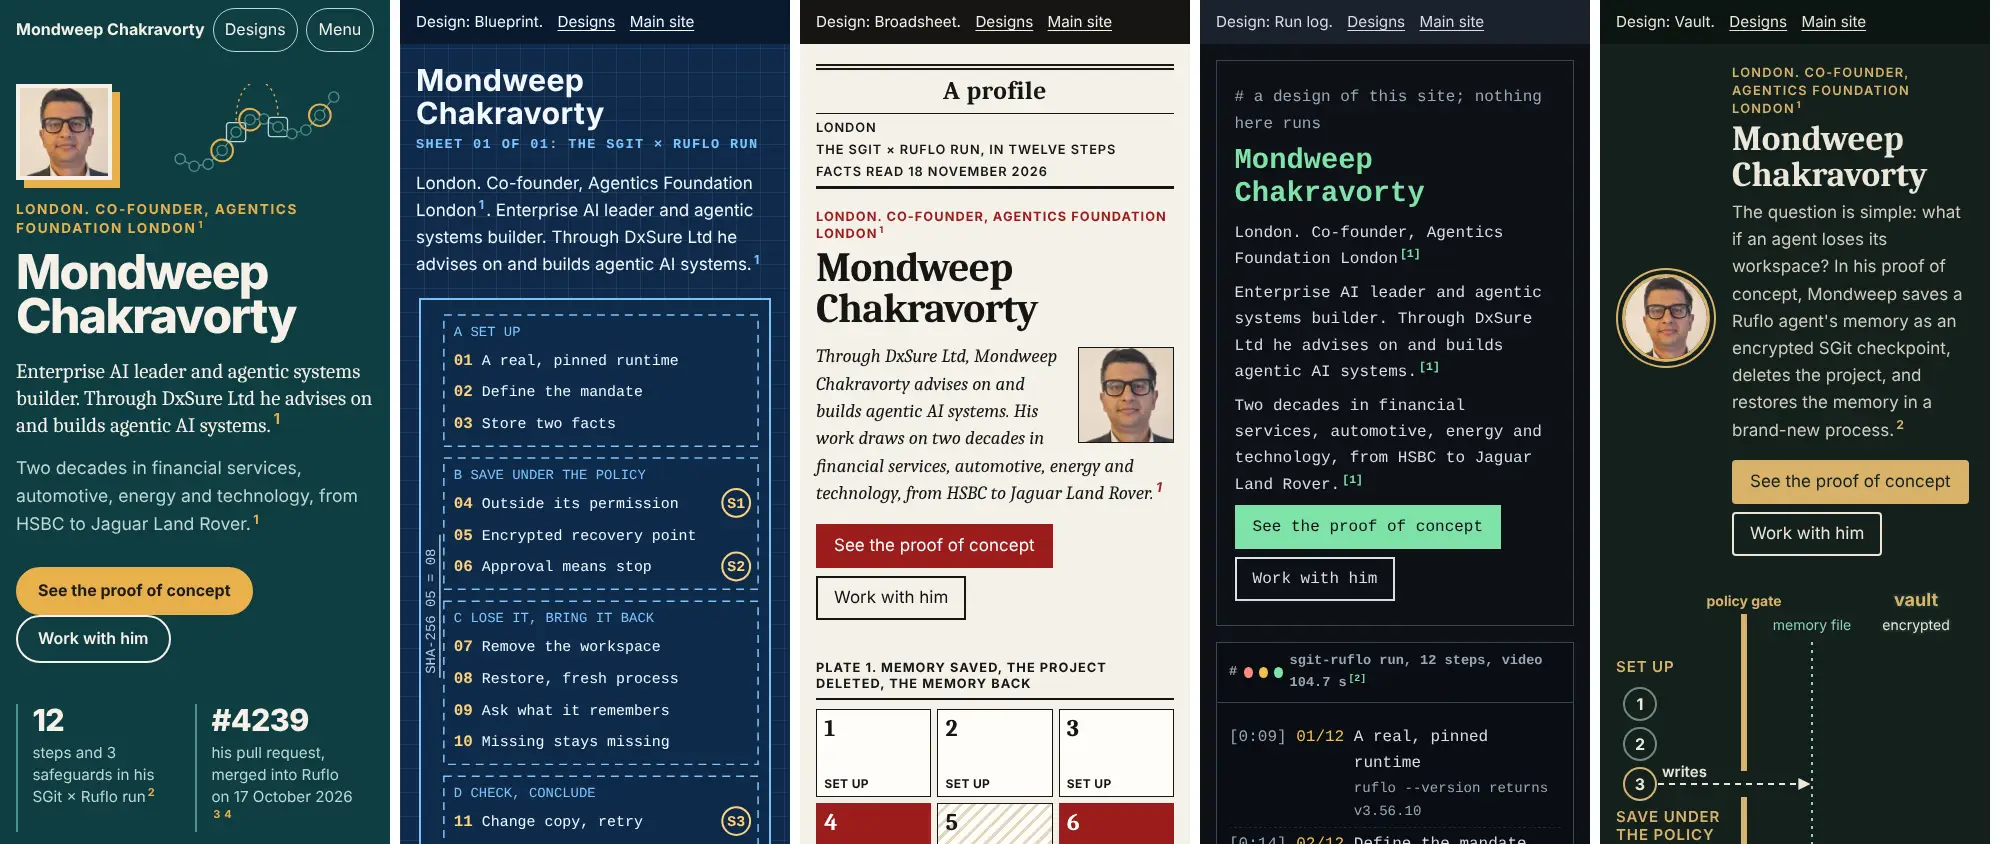 Mondweep Chakravorty Designs Menu
LONDON. CO-FOUNDER, AGENTICS
FOUNDATION LONDON 1
Mondweep
Chakravorty
Enterprise AI leader and agentic systems
builder. Through DxSure Ltd he advises on
and builds agentic AI systems. 1
Two decades in financial services,
automotive, energy and technology, from
HSBC to Jaguar Land Rover. 1
See the proof of concept
Work with him
12
steps and 3
safeguards in his
SGit × Ruflo run 2
#4239
his pull request,
merged into Ruflo
on 17 October 2026
3 4
Design: Blueprint. Designs Main site
Mondweep
Chakravorty
SHEET 01 OF 01: THE SGIT × RUFLO RUN
London. Co-founder, Agentics Foundation
London 1. Enterprise AI leader and agentic
systems builder. Through DxSure Ltd he
advises on and builds agentic AI systems. 1
A SET UP
01 A real, pinned runtime
02 Define the mandate
03 Store two facts
B SAVE UNDER THE POLICY
04 Outside its permission S1
05 Encrypted recovery point
06 Approval means stop S2
SHA-256 05 = 08
C LOSE IT, BRING IT BACK
07 Remove the workspace
08 Restore, fresh process
09 Ask what it remembers
10 Missing stays missing
D CHECK, CONCLUDE
11 Change copy, retry S3
Design: Broadsheet. Designs Main site
A profile
LONDON
THE SGIT × RUFLO RUN, IN TWELVE STEPS
FACTS READ 18 NOVEMBER 2026
LONDON. CO-FOUNDER, AGENTICS FOUNDATION
LONDON 1
Mondweep
Chakravorty
Through DxSure Ltd, Mondweep
Chakravorty advises on and
builds agentic AI systems. His
work draws on two decades in
financial services, automotive, energy and
technology, from HSBC to Jaguar Land Rover. 1
See the proof of concept
Work with him
PLATE 1. MEMORY SAVED, THE PROJECT
DELETED, THE MEMORY BACK
1 2 3
SET UP SET UP SET UP
4 5 6
Design: Run log. Designs Main site
# a design of this site; nothing
here runs
Mondweep
Chakravorty
London. Co-founder, Agentics
Foundation London[1]
Enterprise AI leader and agentic
systems builder. Through DxSure
Ltd he advises on and builds
agentic AI systems.[1]
Two decades in financial
services, automotive, energy and
technology, from HSBC to Jaguar
Land Rover.[1]
See the proof of concept
Work with him
# sgit-ruflo run, 12 steps, video
104.7 s[2]
[0:09] 01/12 A real, pinned
runtime
ruflo --version returns
v3.56.10
[0:14] 02/12 Define the mandate
Design: Vault. Designs Main site
LONDON. CO-FOUNDER,
AGENTICS FOUNDATION
LONDON 1
Mondweep
Chakravorty
The question is simple: what
if an agent loses its
workspace? In his proof of
concept, Mondweep saves a
Ruflo agent's memory as an
encrypted SGit checkpoint,
deletes the project, and
restores the memory in a
brand-new process. 2
See the proof of concept
Work with him
policy gate vault
memory file encrypted
SET UP
1
2
writes
3
SAVE UNDER
THE POLICY